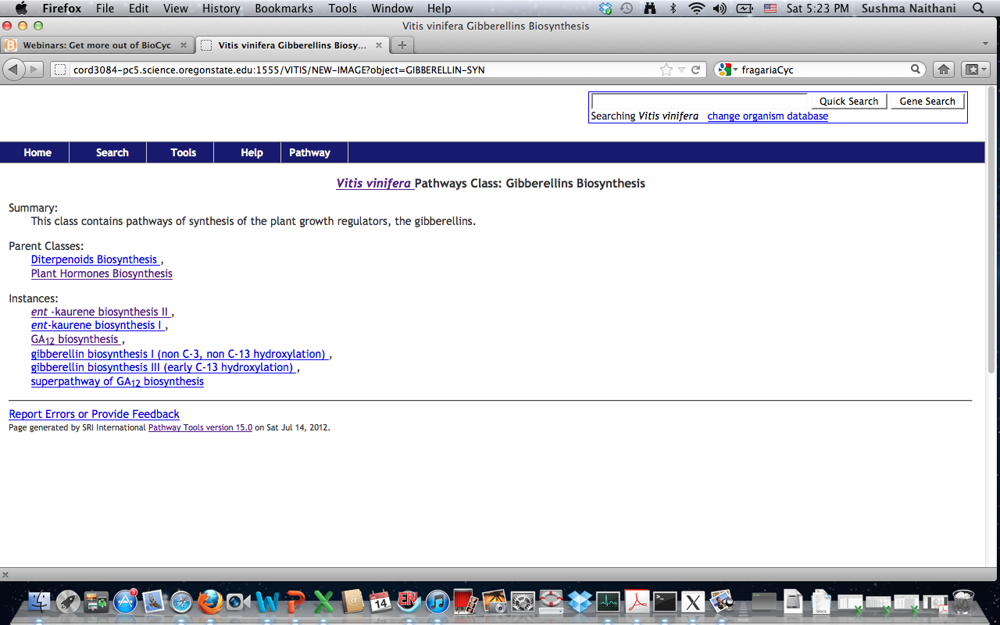 Firefox File Edit View History Bookmarks Tools Window Help Sat 5:23 PM Sushma Naithani
Vitis vinifera Gibberellins Biosynthesis
Webinars: Get more out of BioCyc Vitis vinifera Gibberellins Biosy...
cord3084-pc5.science.oregonstate.edu:1555/VITIS/NEW-IMAGE?object=GIBBERELLIN-SYN fragariaCyc
Quick Search Gene Search
Searching Vitis vinifera change organism database
Home Search Tools Help Pathway
Vitis vinifera Pathways Class: Gibberellins Biosynthesis
Summary:
This class contains pathways of synthesis of the plant growth regulators, the gibberellins.
Parent Classes:
Diterpenoids Biosynthesis ,
Plant Hormones Biosynthesis
Instances:
ent -kaurene biosynthesis II ,
ent-kaurene biosynthesis I ,
GA12 biosynthesis ,
gibberellin biosynthesis I (non C-3, non C-13 hydroxylation) ,
gibberellin biosynthesis III (early C-13 hydroxylation) ,
superpathway of GA12 biosynthesis
Report Errors or Provide Feedback
Page generated by SRI International Pathway Tools version 15.0 on Sat Jul 14, 2012.
14 EN